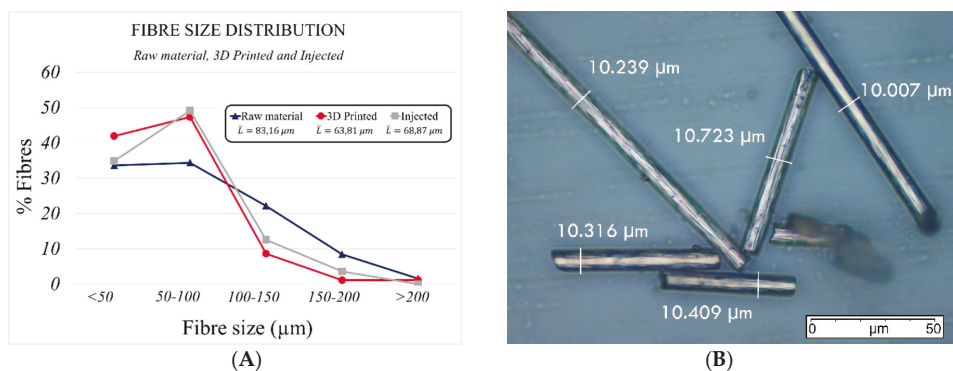 FIBRE SIZE DISTRIBUTION
Raw material, 3D Printed and Injected
60
50
40
30
20
10
0
% Fibres
Raw material 3D Printed Injected
L̄ = 83,16 µm L̄ = 63,81 µm L̄ = 68,87 µm
<50 50-100 100-150 150-200 >200
Fibre size (µm)
(A)
10.239 µm
10.007 µm
10.723 µm
10.316 µm
10.409 µm
0 µm 50
(B)